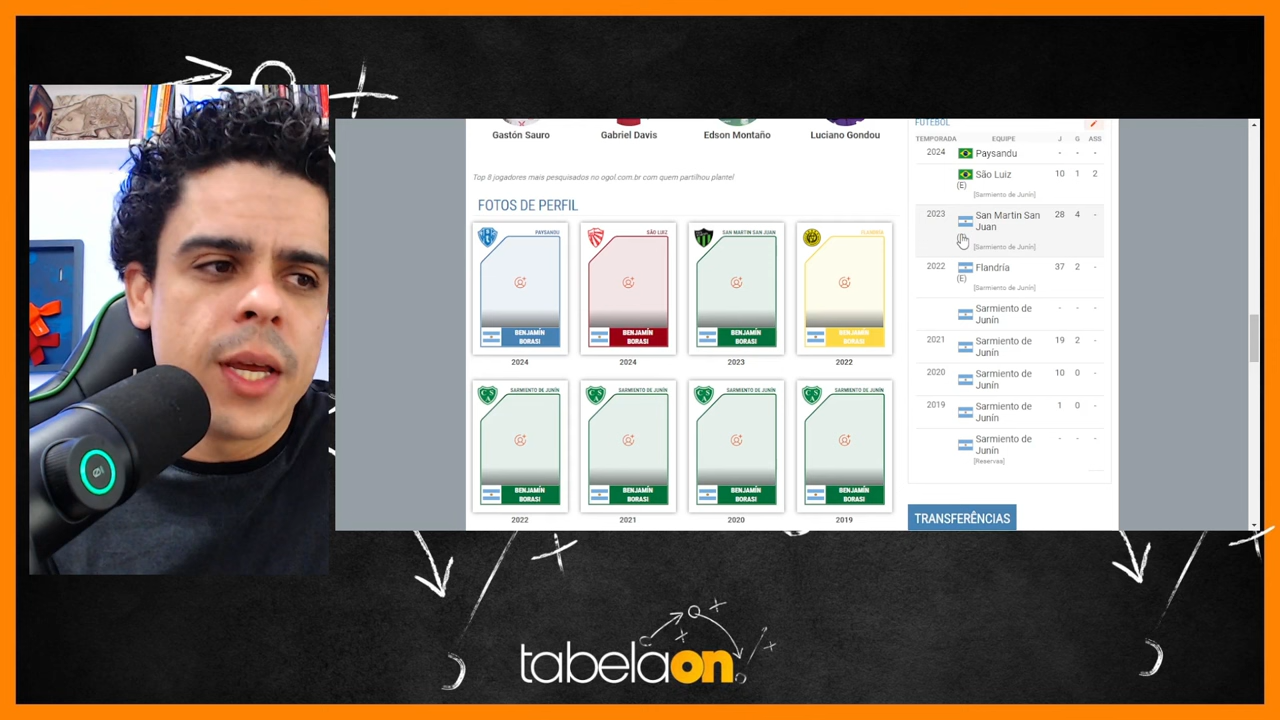 Gastón Sauro
Gabriel Davis
Edson Montaño
Luciano Gondou
Top 8 jogadores mais pesquisados no ogol.com.br com quem partilhou plantel
FOTOS DE PERFIL
PAYSANDU
BENJAMÍN
BORASI
2024
SÃO LUIZ
BENJAMÍN
BORASI
2024
SAN MARTIN SAN JUAN
BENJAMÍN
BORASI
2023
FLANDRIA
BENJAMÍN
BORASI
2022
SARMIENTO DE JUNÍN
BENJAMÍN
BORASI
2022
SARMIENTO DE JUNÍN
BENJAMÍN
BORASI
2021
SARMIENTO DE JUNÍN
BENJAMÍN
BORASI
2020
SARMIENTO DE JUNÍN
BENJAMÍN
BORASI
2019
FUTEBOL
TEMPORADA EQUIPE J G ASS
2024 Paysandu - - -
São Luiz 10 1 2
(E)
[Sarmiento de Junín]
2023 San Martin San 28 4 -
Juan
[Sarmiento de Junín]
2022 Flandría 37 2 -
(E)
[Sarmiento de Junín]
Sarmiento de - - -
Junín
2021 Sarmiento de 19 2 -
Junín
2020 Sarmiento de 10 0 -
Junín
2019 Sarmiento de 1 0 -
Junín
Sarmiento de - - -
Junín
[Reservas]
TRANSFERÊNCIAS
tabelaon